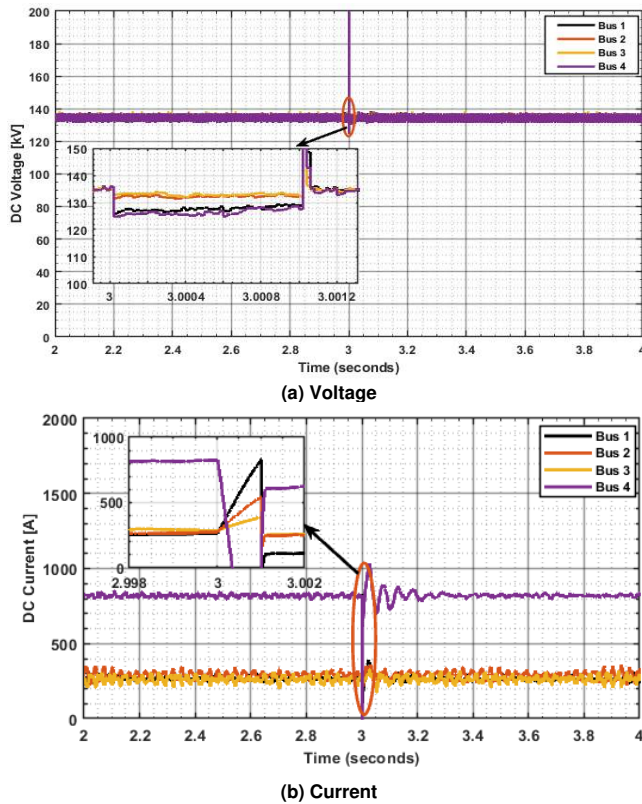 200
180
160
140
120
100
80
60
40
20
0
DC Voltage [kV]
Bus 1
Bus 2
Bus 3
Bus 4
150
140
130
120
110
100
3 3.0004 3.0008 3.0012
2 2.2 2.4 2.6 2.8 3 3.2 3.4 3.6 3.8 4
Time (seconds)
(a) Voltage
2000
1500
1000
500
0
DC Current [A]
Bus 1
Bus 2
Bus 3
Bus 4
1000
500
0
2.998 3 3.002
2 2.2 2.4 2.6 2.8 3 3.2 3.4 3.6 3.8 4
Time (seconds)
(b) Current